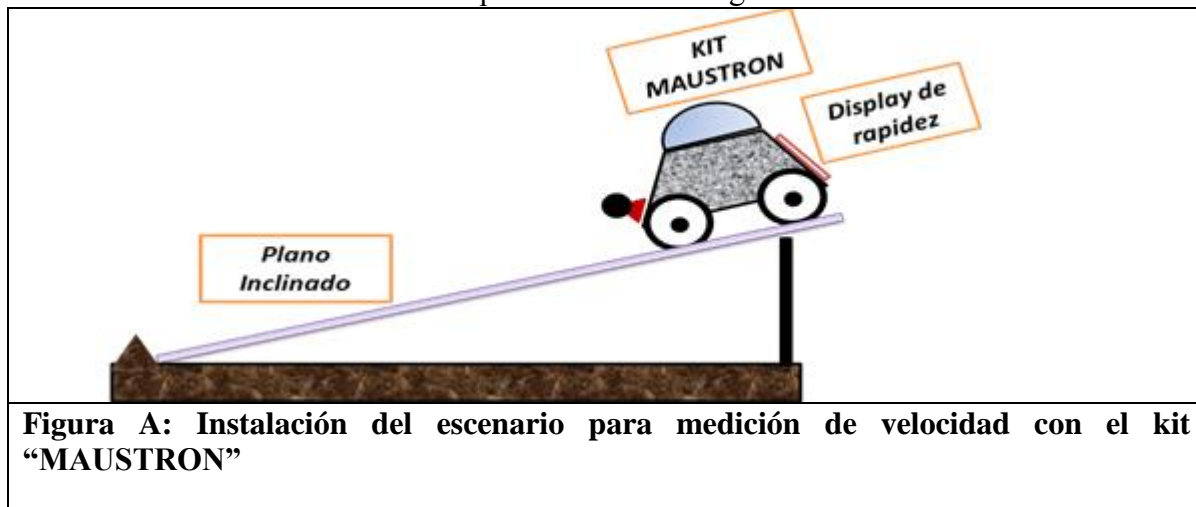 KIT
MAUSTRON
Display de
rapidez
Plano
Inclinado
Figura A: Instalación del escenario para medición de velocidad con el kit
“MAUSTRON”